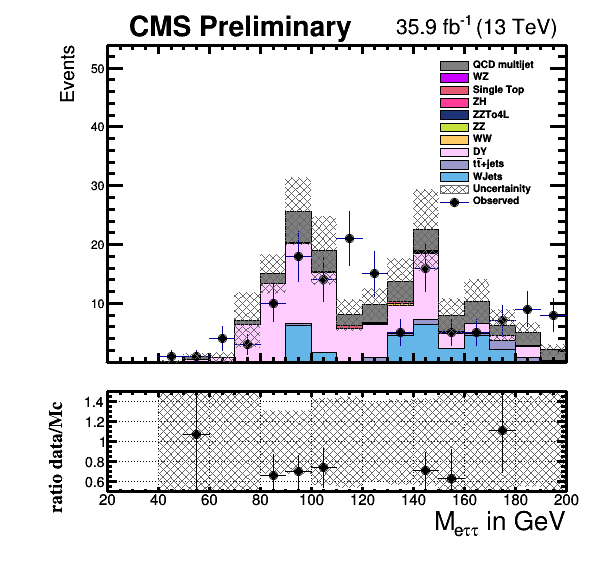 CMS Preliminary 35.9 fb⁻¹ (13 TeV)
Events
50
40
30
20
10
QCD multijet
WZ
Single Top
ZH
ZZTo4L
ZZ
WW
DY
tt̄+jets
WJets
Uncertainity
Observed
ratio data/Mc
1.4
1.2
1
0.8
0.6
20 40 60 80 100 120 140 160 180 200
M_eττ in GeV